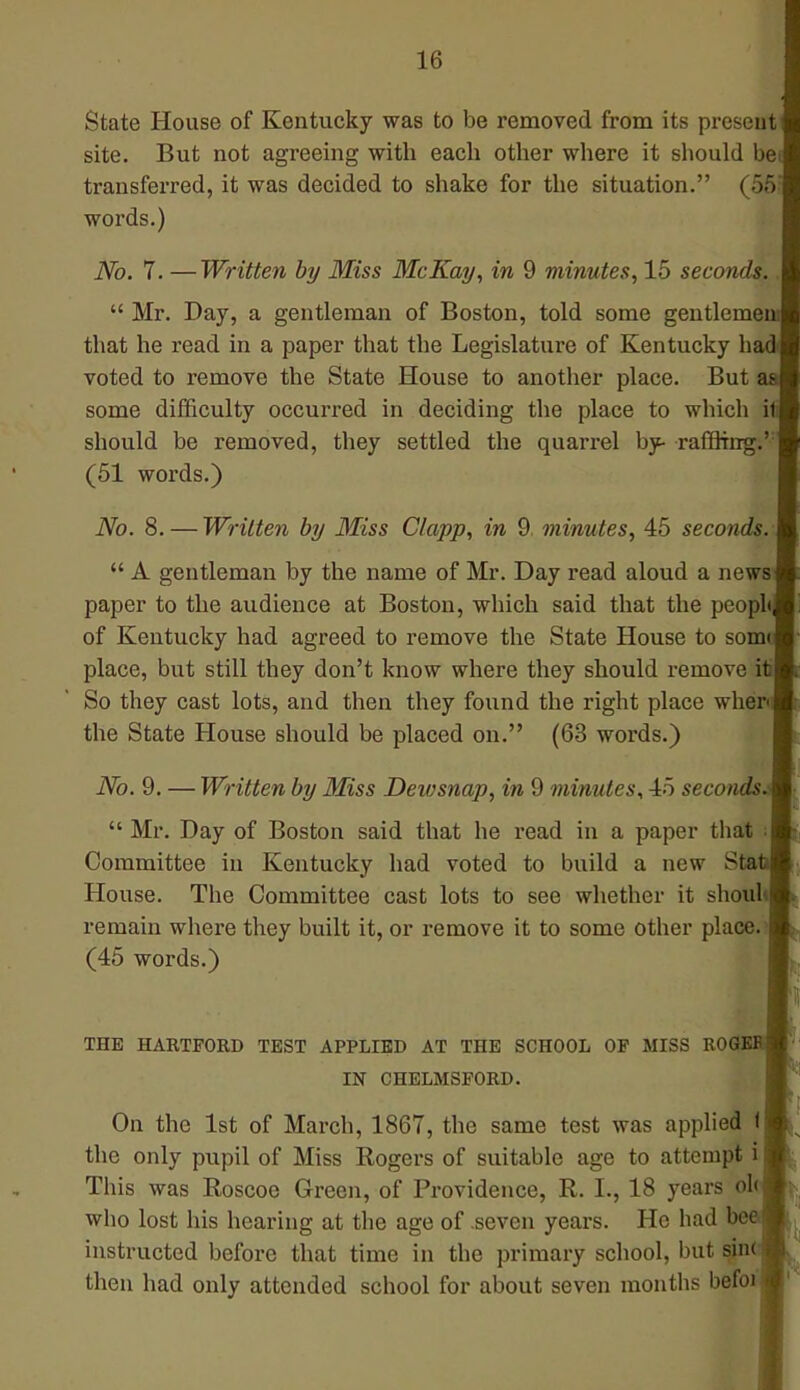 16
State House of Kentucky was to be removed from its present
site. But not agreeing with each other where it should be
transferred, it was decided to shake for the situation.” (55
words.)
No. 7. — Written by Miss McKay, in 9 minutes, 15 seconds.
“ Mr. Day, a gentleman of Boston, told some gentlemen
that he read in a paper that the Legislature of Kentucky had
voted to remove the State House to another place. But as
some difficulty occurred in deciding the place to which it
should be removed, they settled the quarrel by raffling.’
(51 words.)
No. 8. — Written by Miss Clapp, in 9 minutes, 45 seconds.
“ A gentleman by the name of Mr. Day read aloud a news
paper to the audience at Boston, which said that the peopl
of Kentucky had agreed to remove the State House to som
place, but still they don’t know where they should remove it
So they cast lots, and then they found the right place wher
the State House should be placed on.” (63 words.)
No. 9. — Written by Miss Dewsnap, in 9 minutes, 45 seconds.
“ Mr. Day of Boston said that he read in a paper that
Committee in Kentucky had voted to build a new Stat
House. The Committee cast lots to see whether it shoul
remain where they built it, or remove it to some other place.
(45 words.)
THE HARTFORD TEST APPLIED AT THE SCHOOL OF MISS ROGER
IN CHELMSFORD.
On the 1st of March, 1867, the same test was applied t
the only pupil of Miss Rogers of suitable age to attempt i
This was Roscoe Green, of Providence, R. I., 18 years ol
who lost his hearing at the age of seven years. He had bee
instructed before that time in the primary school, but sinc
then had only attended school for about seven months befor